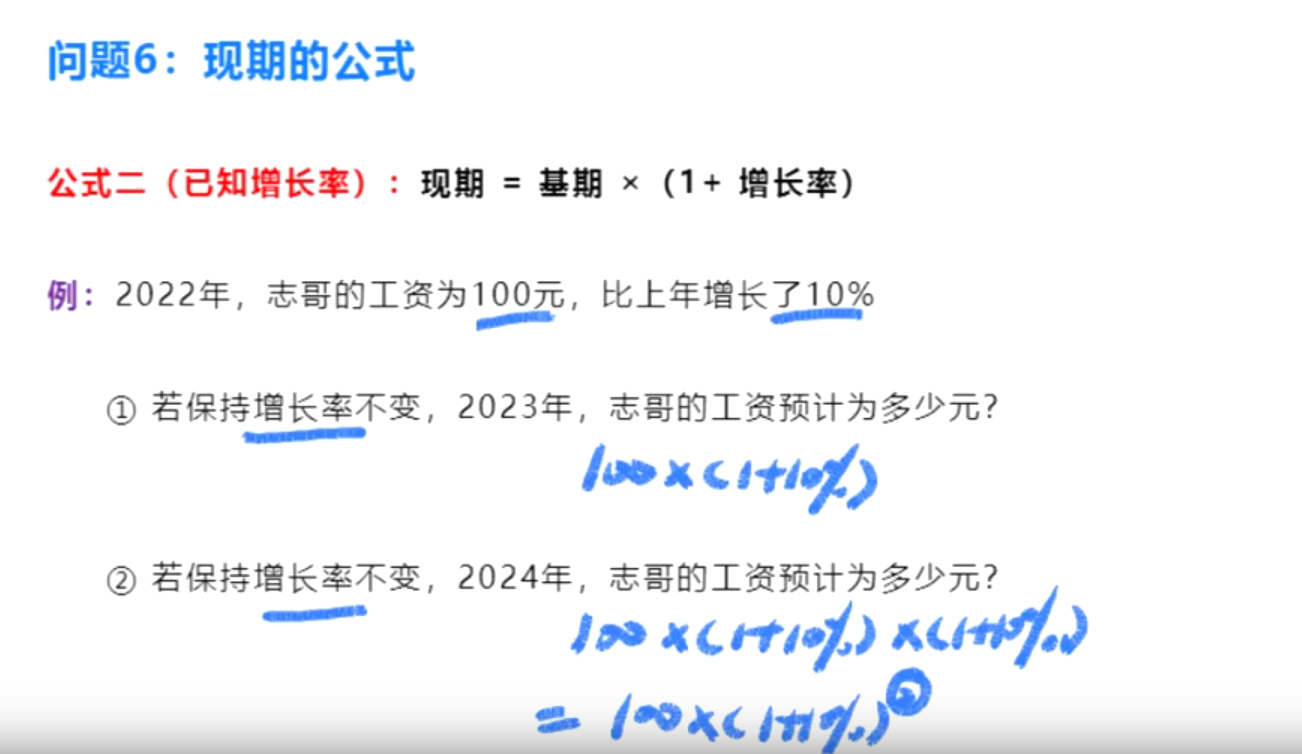 问题6：现期的公式
公式二（已知增长率）：现期 = 基期 ×（1+ 增长率）
例：2022年，志哥的工资为100元，比上年增长了10%
① 若保持增长率不变，2023年，志哥的工资预计为多少元？
100×(1+10%)
② 若保持增长率不变，2024年，志哥的工资预计为多少元？
100×(1+10%)×(1+10%)
=100×(1+1%)②